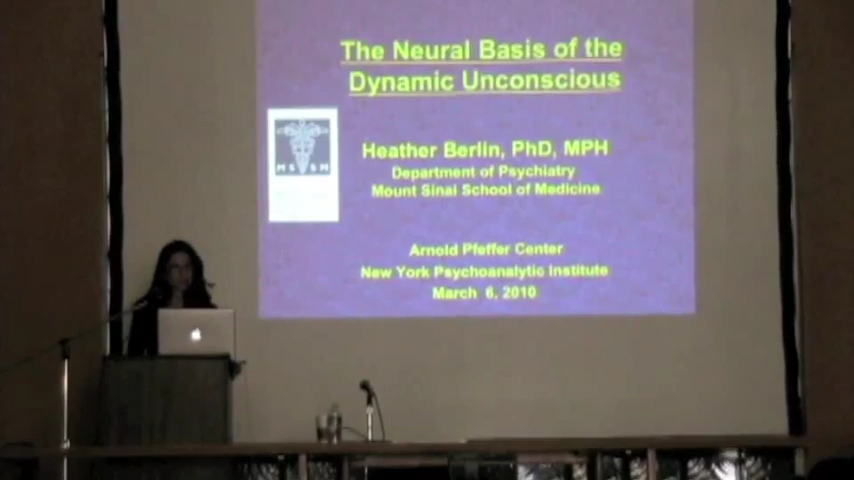 The Neural Basis of the
Dynamic Unconscious
MSSM
Heather Berlin, PhD, MPH
Department of Psychiatry
Mount Sinai School of Medicine
Arnold Pfeffer Center
New York Psychoanalytic Institute
March 6, 2010